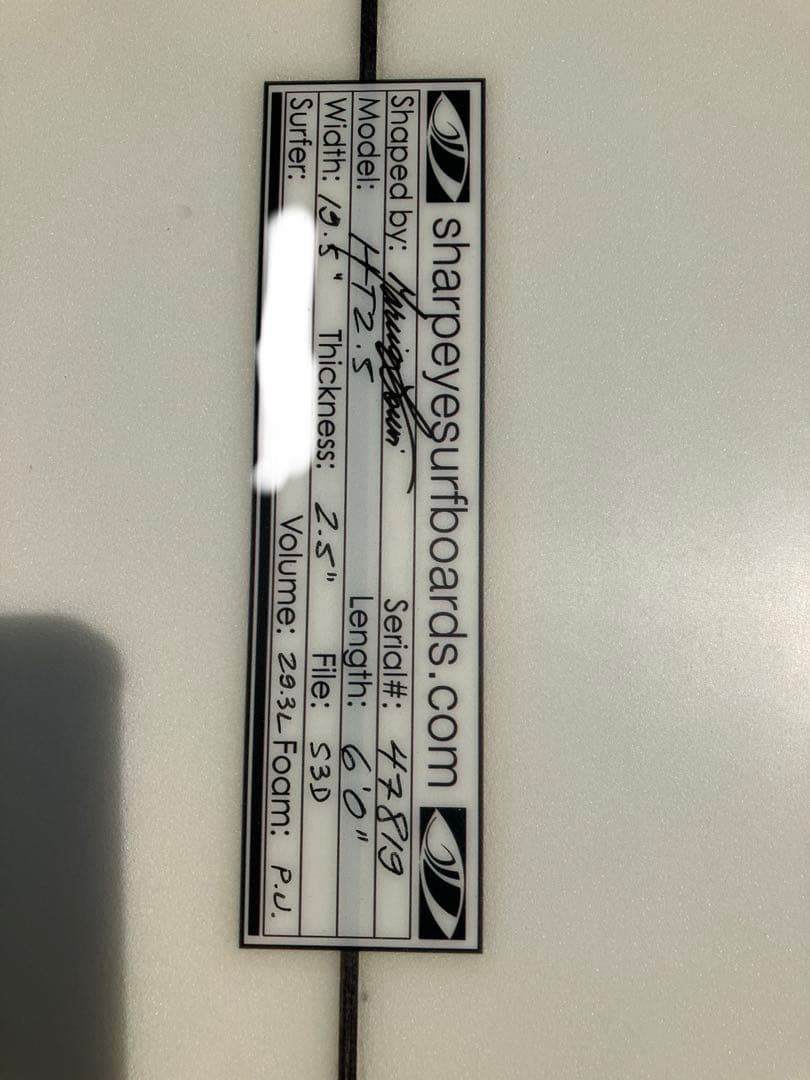 sharpeyesurfboards.com
Shaped by: Serial#: 47819
Model: HT2.5 Length: 6'0"
Width: 19.5" Thickness: 2.5" File: S3D
Surfer: Volume: 29.3L Foam: P.U.